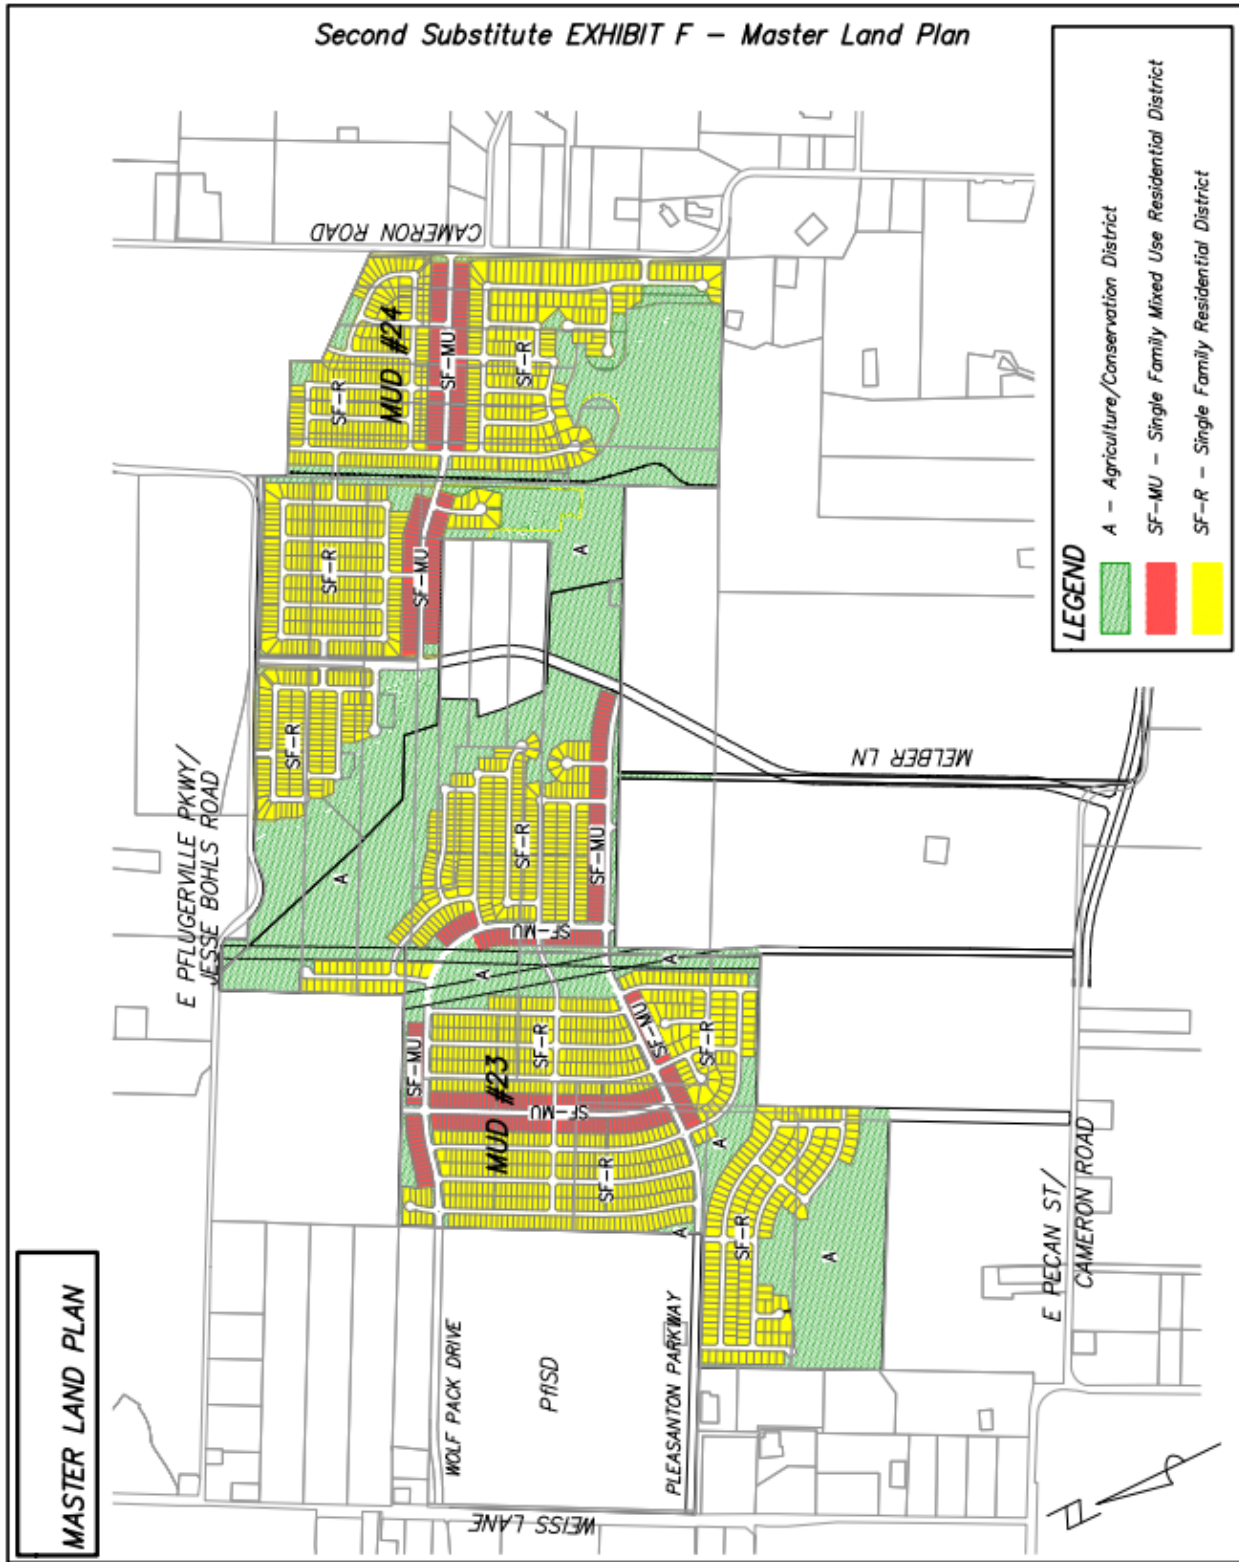 Second Substitute EXHIBIT F – Master Land Plan
MASTER LAND PLAN
LEGEND
A – Agriculture/Conservation District
SF-MU – Single Family Mixed Use Residential District
SF-R – Single Family Residential District
CAMERON ROAD
MUD #24
SF-MU
SF-R
SF-R
SF-R
SF-MU
A
SF-R
E PFLUGERVILLE PKWY/
JESSE BOHLS ROAD
MELBER LN
A
SF-R
SF-MU
SF-MU
A
A
SF-MU
MUD #23
SF-R
SF-MU
SF-R
SF-MU
SF-R
A
SF-R
A
A
E PECAN ST/
CAMERON ROAD
WOLF PACK DRIVE
PfISD
PLEASANTON PARKWAY
WEISS LANE
N